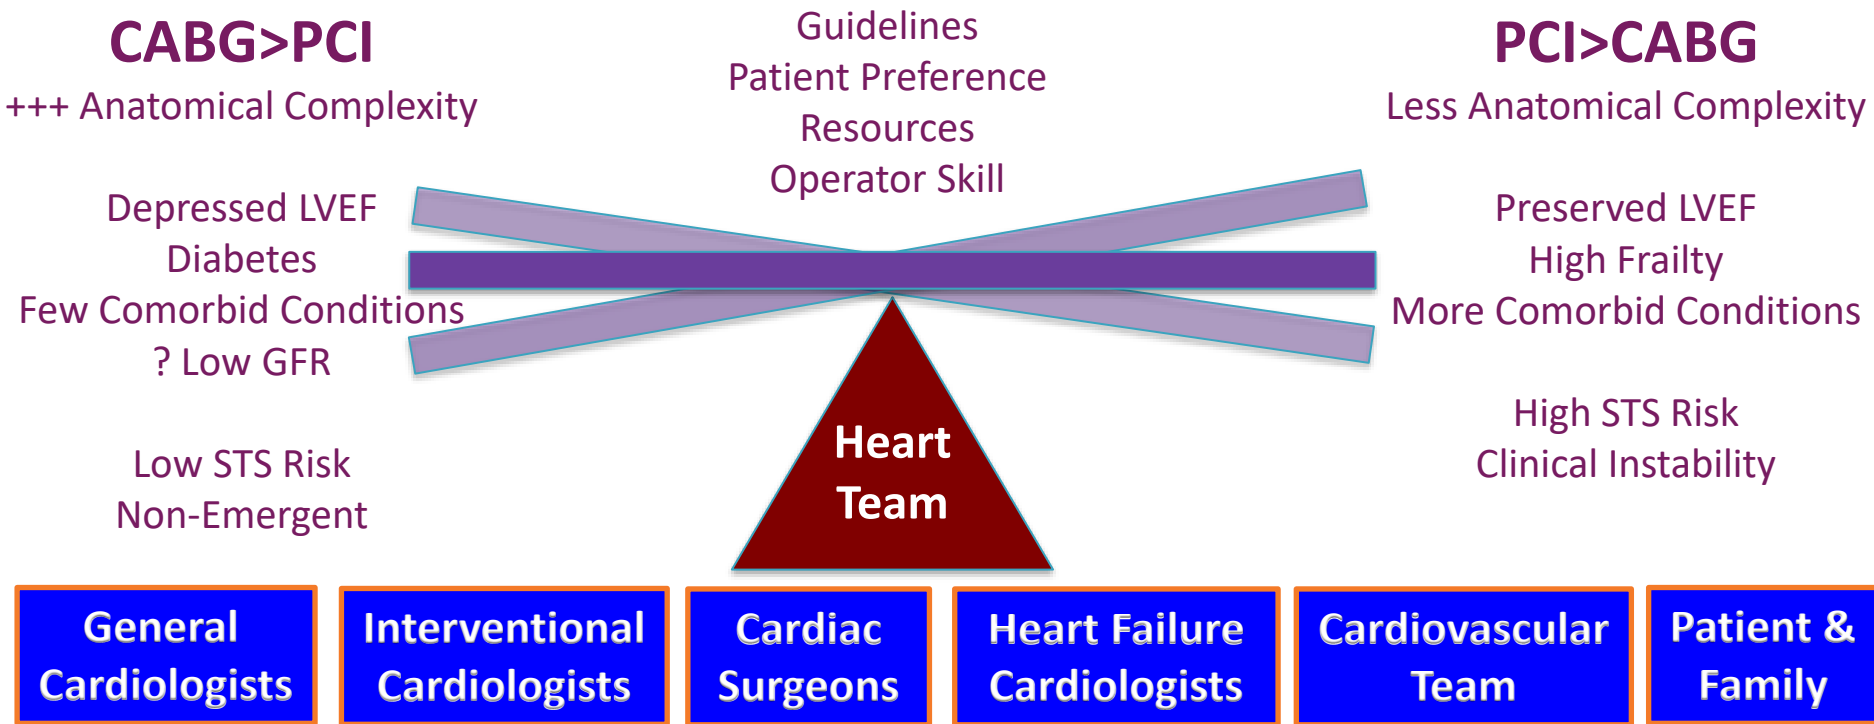 CABG>PCI
+++ Anatomical Complexity
Depressed LVEF
Diabetes
Few Comorbid Conditions
? Low GFR
Low STS Risk
Non-Emergent
Guidelines
Patient Preference
Resources
Operator Skill
PCI>CABG
Less Anatomical Complexity
Preserved LVEF
High Frailty
More Comorbid Conditions
High STS Risk
Clinical Instability
Heart
Team
General
Cardiologists
Interventional
Cardiologists
Cardiac
Surgeons
Heart Failure
Cardiologists
Cardiovascular
Team
Patient &
Family